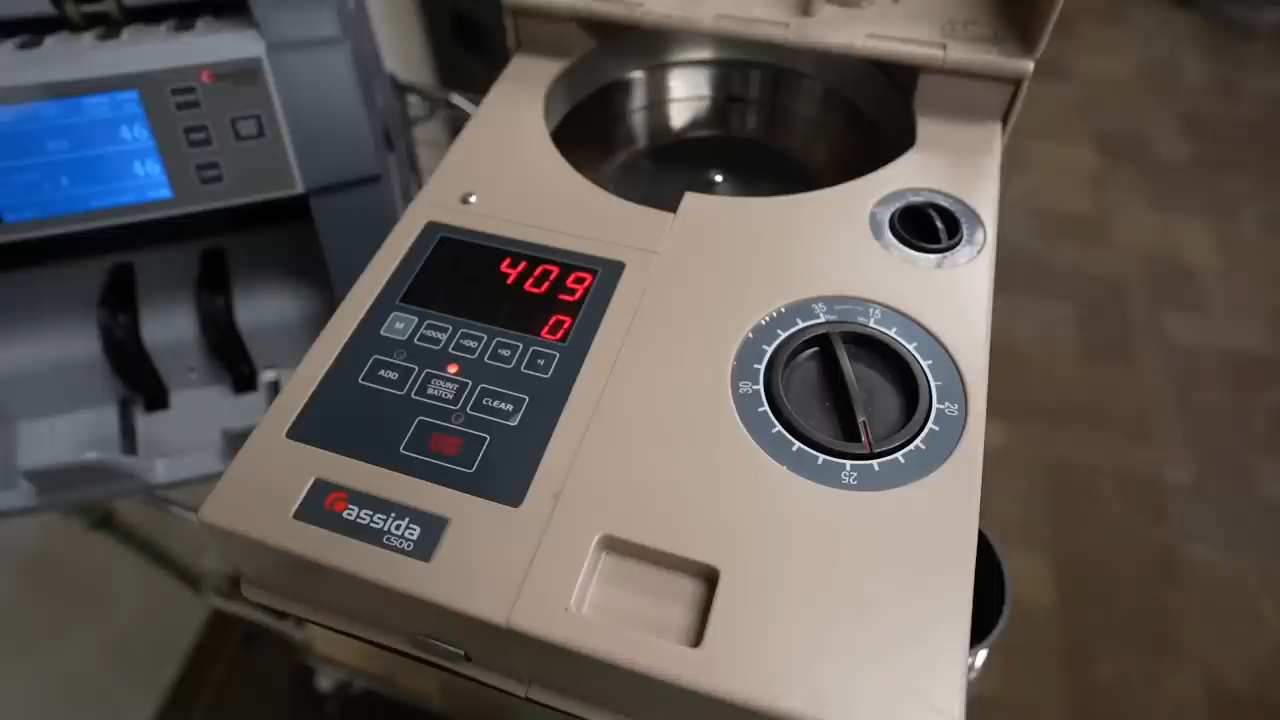 46
46
409
0
M
+1000
+100
+10
+1
ADD
COUNT
BATCH
CLEAR
Cassida
C500
35
15
30
20
25